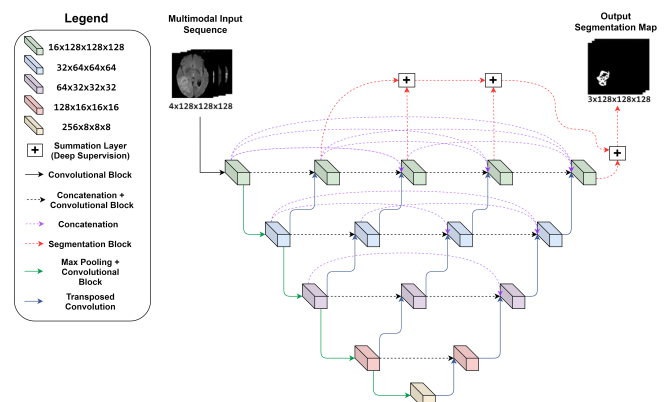 Legend
16x128x128x128
32x64x64x64
64x32x32x32
128x16x16x16
256x8x8x8
+
Summation Layer
(Deep Supervision)
Convolutional Block
Concatenation +
Convolutional Block
Concatenation
Segmentation Block
Max Pooling +
Convolutional
Block
Transposed
Convolution
Multimodal Input
Sequence
4x128x128x128
+
+
Output
Segmentation Map
3x128x128x128
+